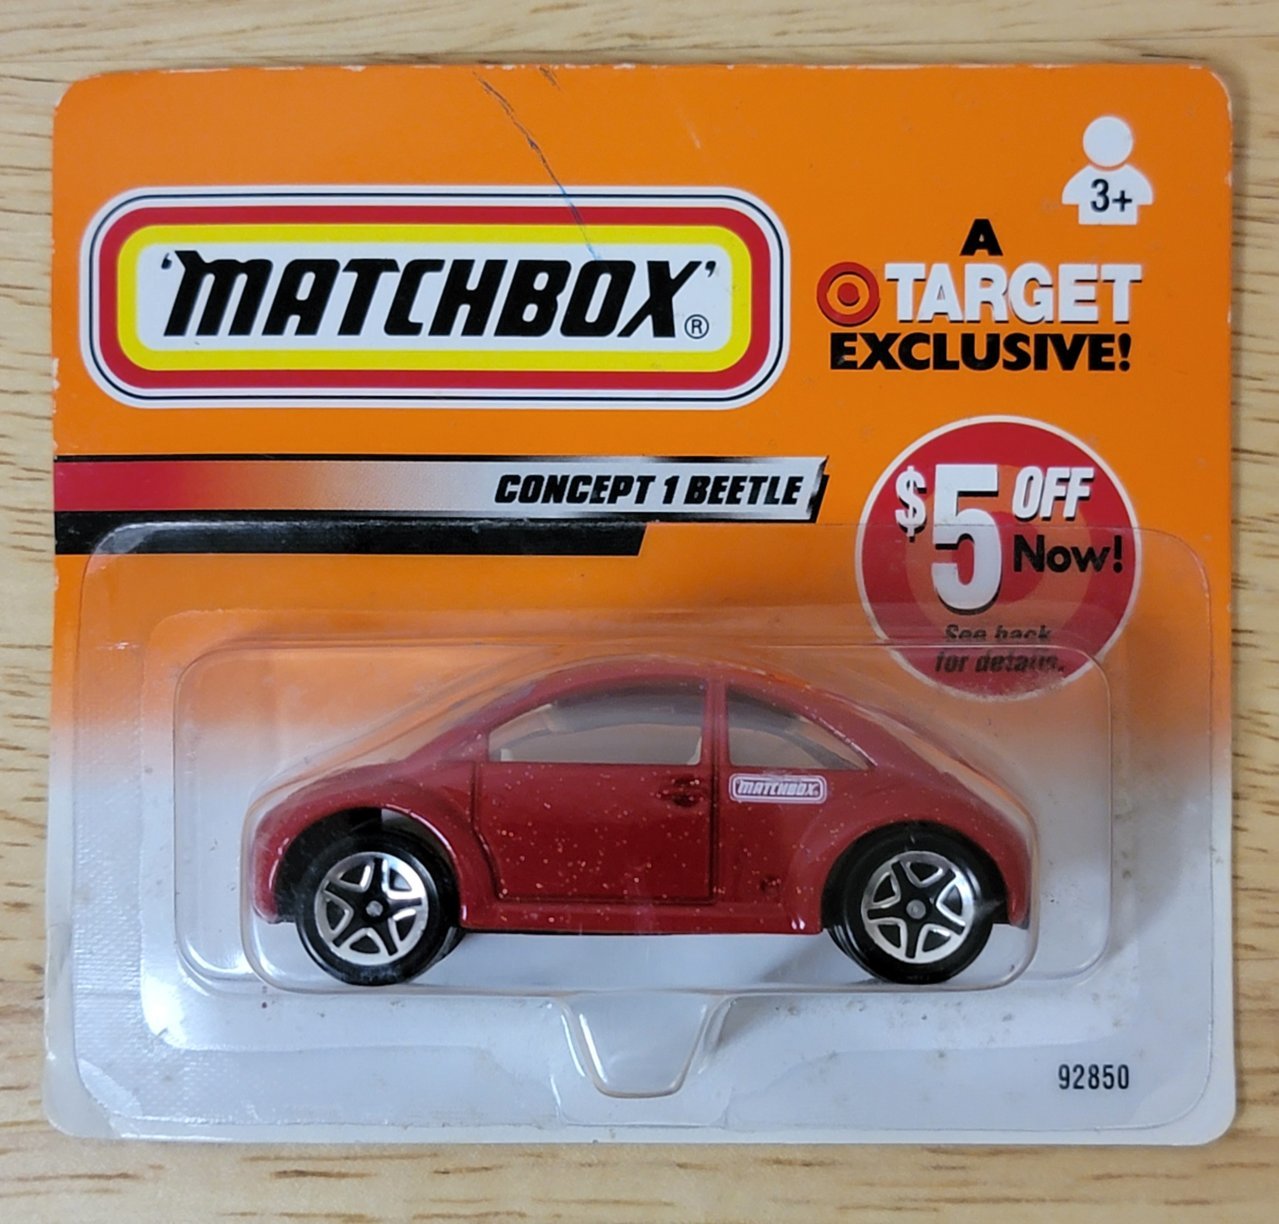 3+
'MATCHBOX'®
A
TARGET
EXCLUSIVE!
CONCEPT 1 BEETLE
$5 OFF
Now!
See back
for details.
MATCHBOX®
92850